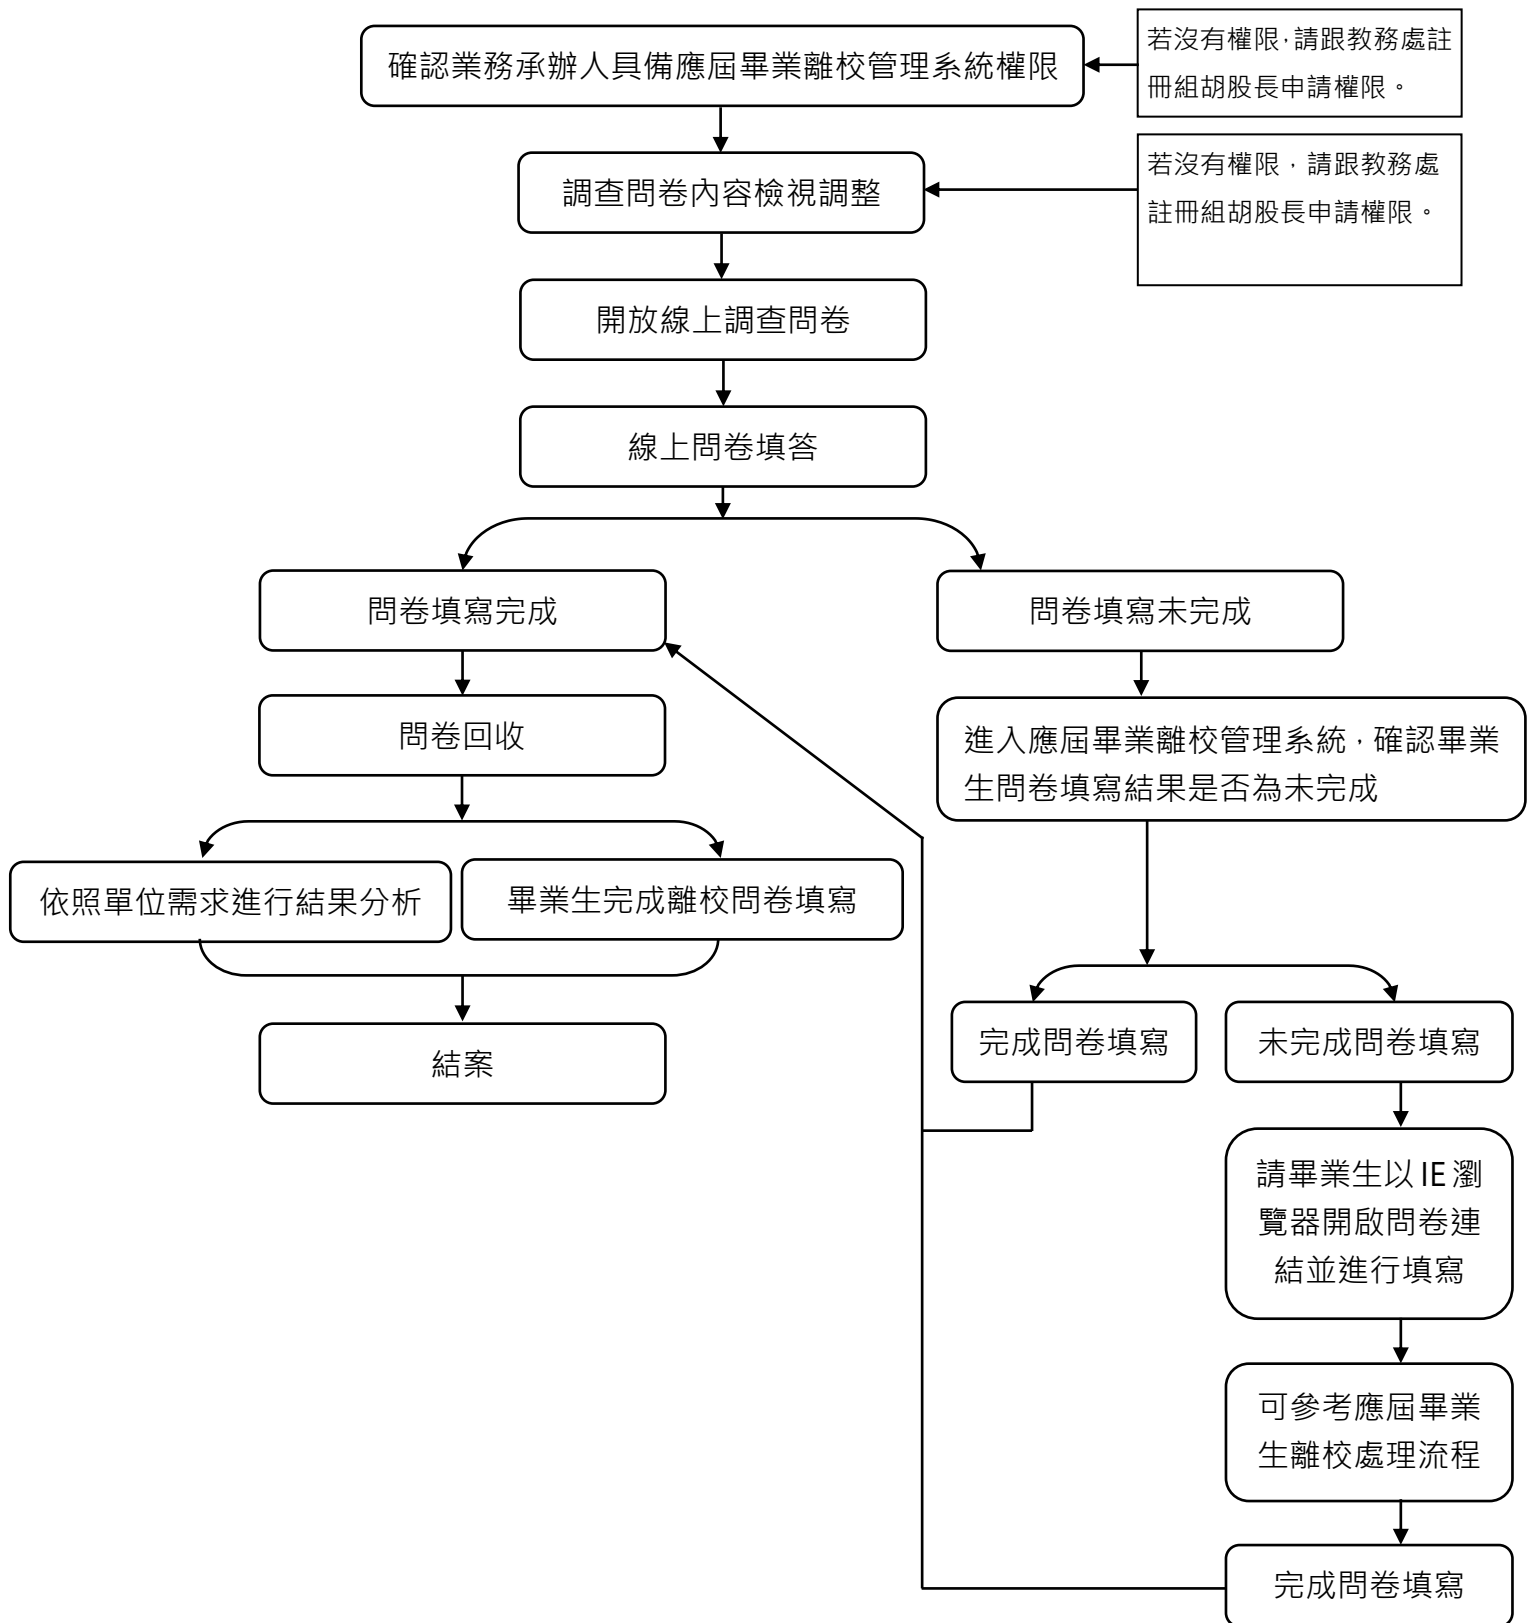 確認業務承辦人具備應屆畢業離校管理系統權限
若沒有權限，請跟教務處註
冊組胡股長申請權限。
調查問卷內容檢視調整
若沒有權限，請跟教務處
註冊組胡股長申請權限。
開放線上調查問卷
線上問卷填答
問卷填寫完成
問卷填寫未完成
問卷回收
進入應屆畢業離校管理系統，確認畢業
生問卷填寫結果是否為未完成
依照單位需求進行結果分析
畢業生完成離校問卷填寫
結案
完成問卷填寫
未完成問卷填寫
請畢業生以 IE 瀏
覽器開啟問卷連
結並進行填寫
可參考應屆畢業
生離校處理流程
完成問卷填寫